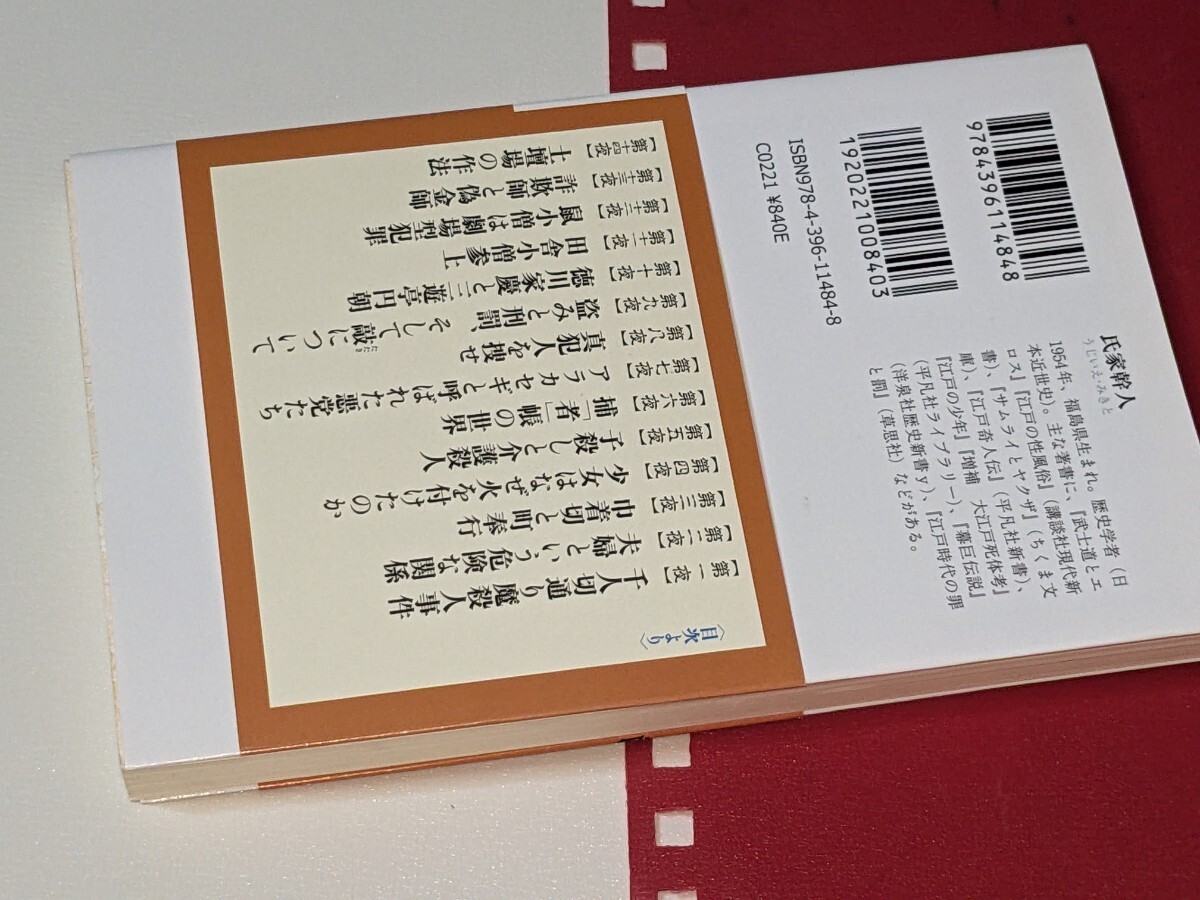 9784396114848
1920221008403
ISBN978-4-396-11484-8
C0221 ¥840E
氏家幹人
うじいえみきと
1954年、福島県生まれ。歴史学者（日
本近世史）。主な著書に、『武士道とエ
ロス』『江戸の性風俗』（講談社現代新
書）、『サムライとヤクザ』（ちくま文
庫）、『江戸奇人伝』（平凡社新書）、
『江戸の少年』『増補 大江戸死体考』
（平凡社ライブラリー）、『幕臣伝説』
（洋泉社歴史新書y）、『江戸時代の罪
と罰』（草思社）などがある。
〈目次より〉
【第一夜】千人切通り魔殺人事件
【第二夜】夫婦という危険な関係
【第三夜】巾着切と町奉行
【第四夜】少女はなぜ火を付けたのか
【第五夜】子殺しと介護殺人
【第六夜】捕「者」帳の世界
【第七夜】アラカセギと呼ばれた悪党たち
【第八夜】真犯人を捜せ
【第九夜】盗みと刑罰、そして敲について
【第十夜】徳川家慶と三遊亭円朝
【第十一夜】田舎小僧参上
【第十二夜】鼠小僧は劇場型犯罪
【第十三夜】詐欺師と偽金師
【第十四夜】土壇場の作法